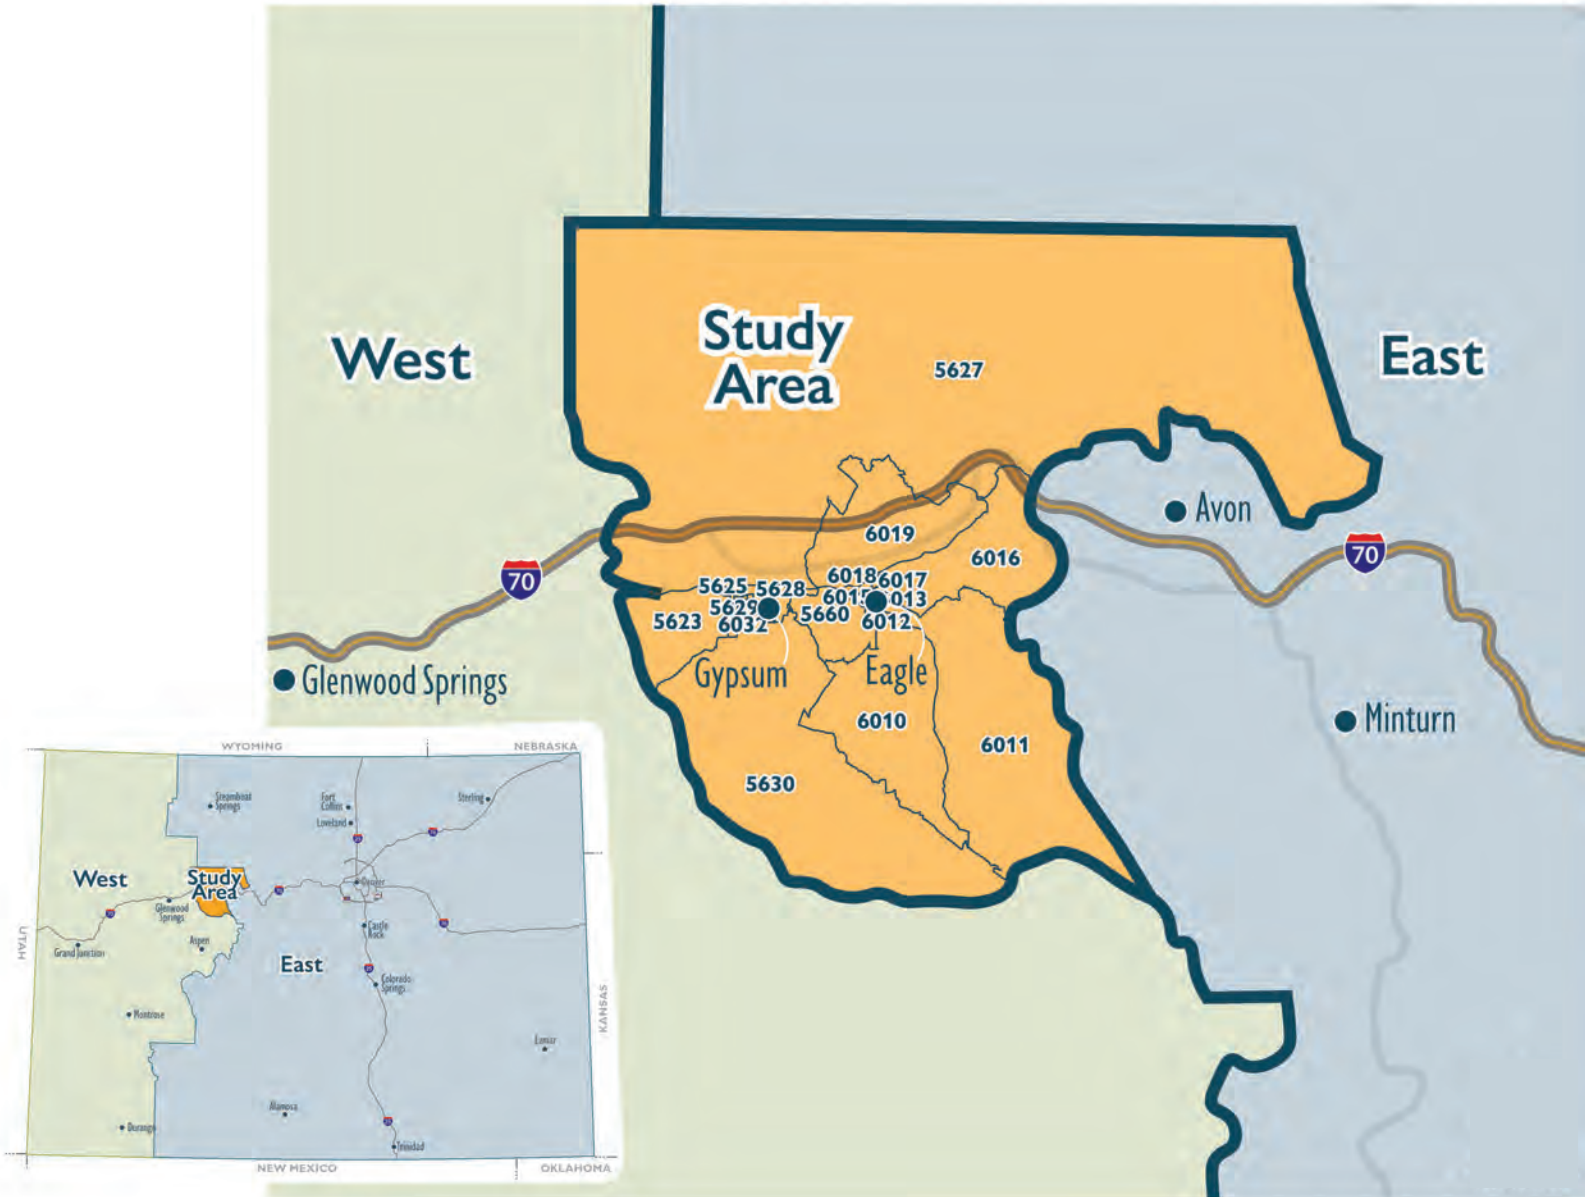 West
Study
Area
East
5627
70
Avon
70
6019
6016
5625
5628
6018
6017
5629
6013
5623
6032
5660
6012
Glenwood Springs
Gypsum
Eagle
6010
Minturn
6011
5630
WYOMING
NEBRASKA
Steamboat
Springs
Fort
Collins
Sterling
Loveland
West
Study
Area
Denver
Glenwood
Springs
UTAH
Castle
Rock
Grand Junction
Aspen
East
Colorado
Springs
KANSAS
Montrose
Lamar
Alamosa
Durango
Trinidad
NEW MEXICO
OKLAHOMA